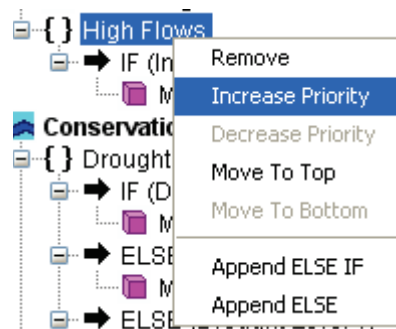 { } High Flows
IF (In
Remove
M
Increase Priority
Conservatio
Decrease Priority
{ } Drought
Move To Top
IF (D
Move To Bottom
M
ELSE
Append ELSE IF
M
Append ELSE
ELSE